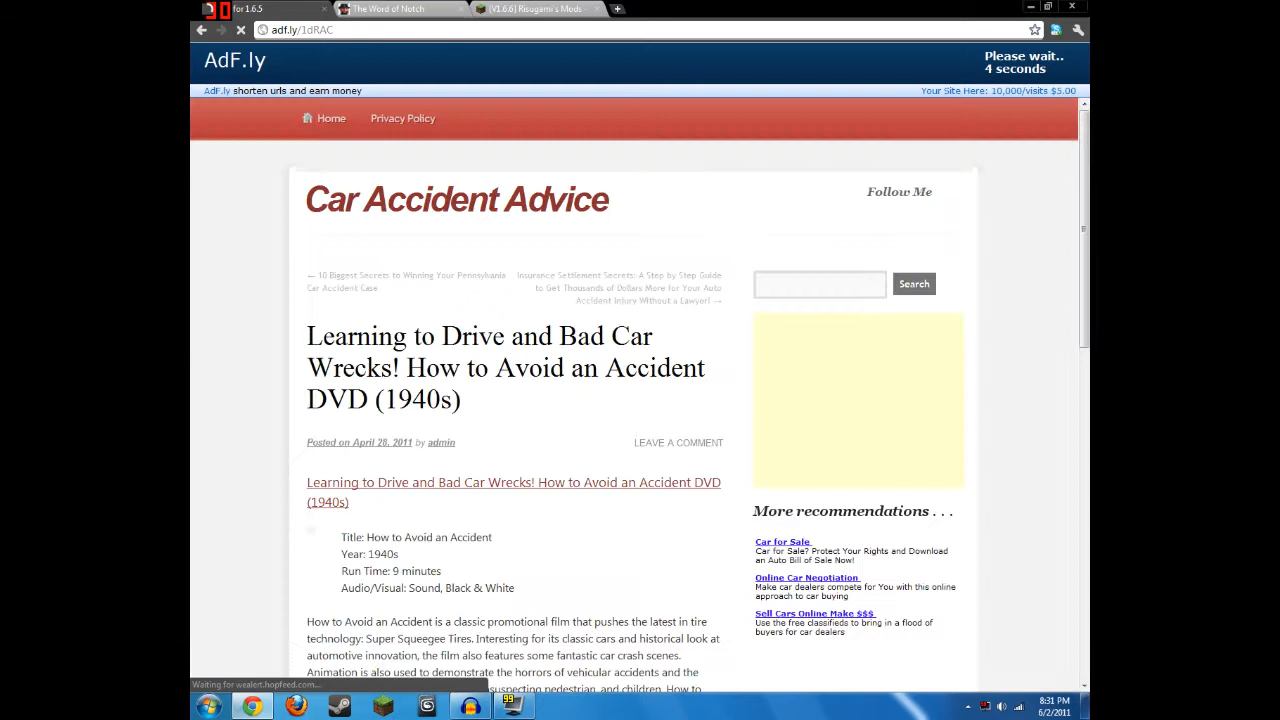 30 for 1.6.5
The Word of Notch
[V1.6.6] Risugami's Mods -
adf.ly/1dRAC
AdF.ly
Please wait..
4 seconds
AdF.ly shorten urls and earn money
Your Site Here: 10,000/visits $5.00
Home
Privacy Policy
Car Accident Advice
Follow Me
← 10 Biggest Secrets to Winning Your Pennsylvania
Car Accident Case
Insurance Settlement Secrets: A Step by Step Guide
to Get Thousands of Dollars More for Your Auto
Accident Injury Without a Lawyer! →
Search
Learning to Drive and Bad Car
Wrecks! How to Avoid an Accident
DVD (1940s)
Posted on April 28, 2011 by admin
LEAVE A COMMENT
Learning to Drive and Bad Car Wrecks! How to Avoid an Accident DVD
(1940s)
Title: How to Avoid an Accident
Year: 1940s
Run Time: 9 minutes
Audio/Visual: Sound, Black & White
How to Avoid an Accident is a classic promotional film that pushes the latest in tire
technology: Super Squeegee Tires. Interesting for its classic cars and historical look at
automotive innovation, the film also features some fantastic car crash scenes.
Animation is also used to demonstrate the horrors of vehicular accidents and the
suspecting pedestrian, and children. How to
More recommendations . . .
Car for Sale
Car for Sale? Protect Your Rights and Download
an Auto Bill of Sale Now!
Online Car Negotiation
Make car dealers compete for You with this online
approach to car buying
Sell Cars Online Make $$$
Use the free classifieds to bring in a flood of
buyers for car dealers
Waiting for wealert.hopfeed.com...
99
8:31 PM
6/2/2011